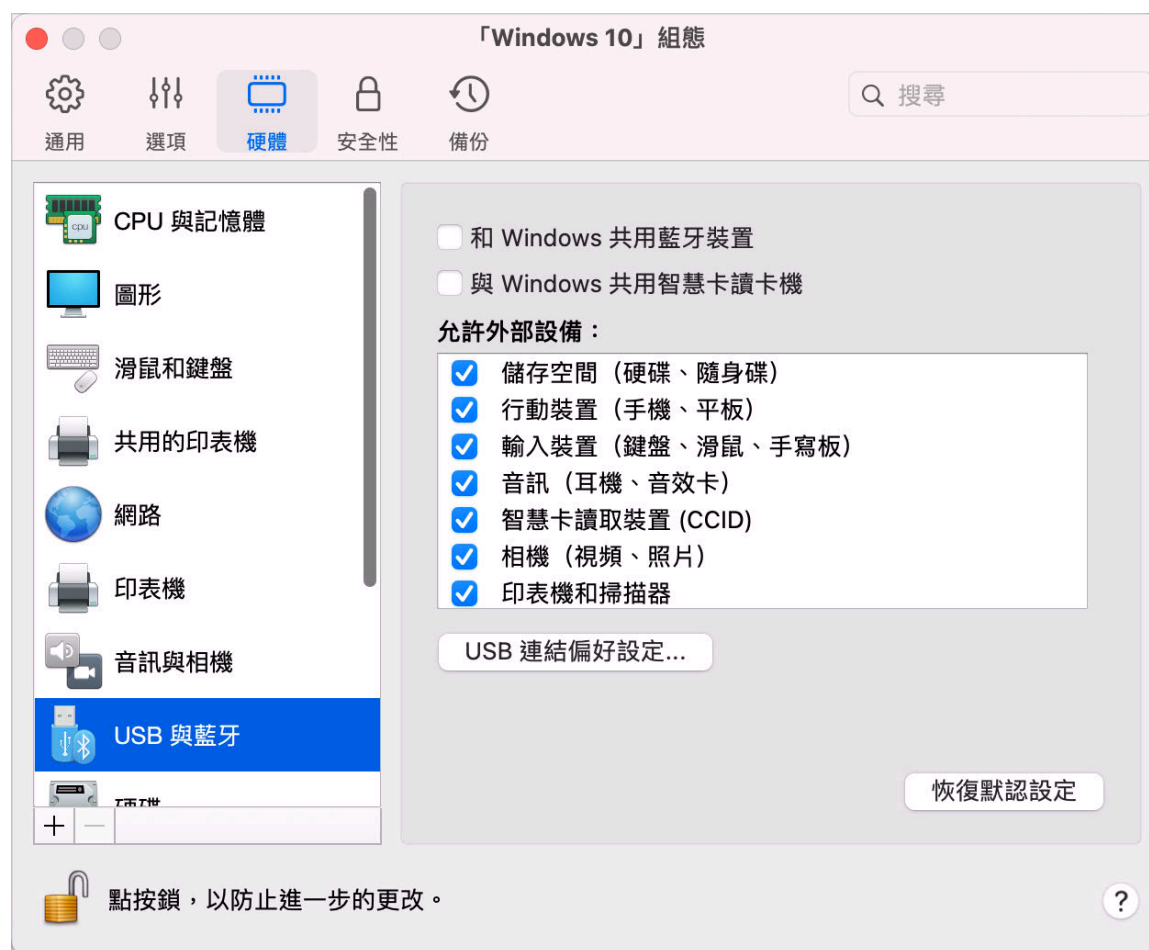 「Windows 10」組態
通用
選項
硬體
安全性
備份
搜尋
CPU 與記憶體
圖形
滑鼠和鍵盤
共用的印表機
網路
印表機
音訊與相機
USB 與藍牙
硬碟
和 Windows 共用藍牙裝置
與 Windows 共用智慧卡讀卡機
允許外部設備：
儲存空間（硬碟、隨身碟）
行動裝置（手機、平板）
輸入裝置（鍵盤、滑鼠、手寫板）
音訊（耳機、音效卡）
智慧卡讀取裝置 (CCID)
相機（視頻、照片）
印表機和掃描器
USB 連結偏好設定...
恢復默認設定
點按鎖，以防止進一步的更改。
?